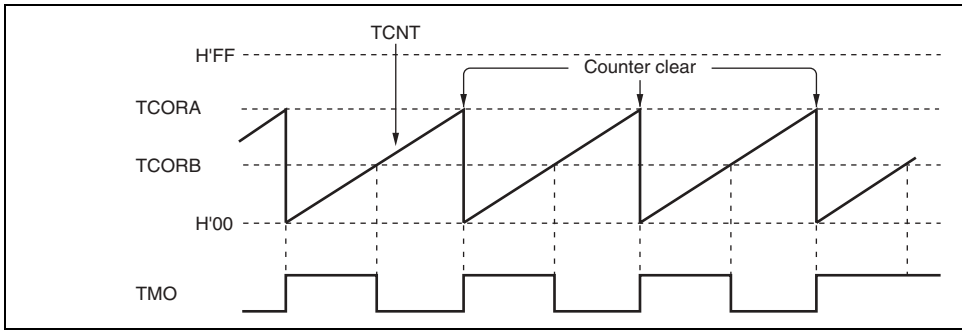 TCNT
H'FF
Counter clear
TCORA
TCORB
H'00
TMO